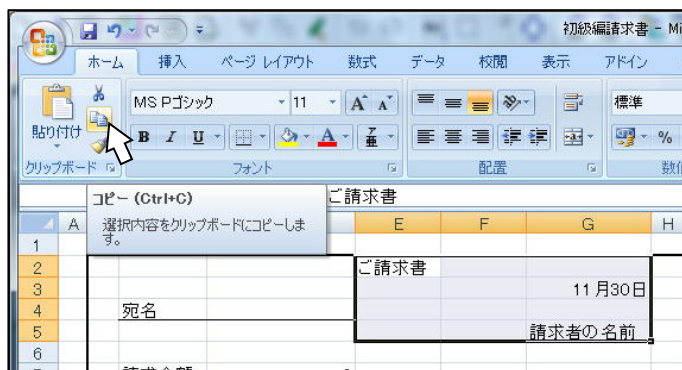 初級編請求書 - Mi
ホーム 挿入 ページ レイアウト 数式 データ 校閲 表示 アドイン
貼り付け
MS Pゴシック 11 A A 標準
B I U A %
クリップボード フォント 配置 数値
ご請求書
コピー (Ctrl+C)
選択内容をクリップボードにコピーしま
す。
A E F G H
1
2 ご請求書
3 11月30日
4 宛名
5 請求者の名前
6